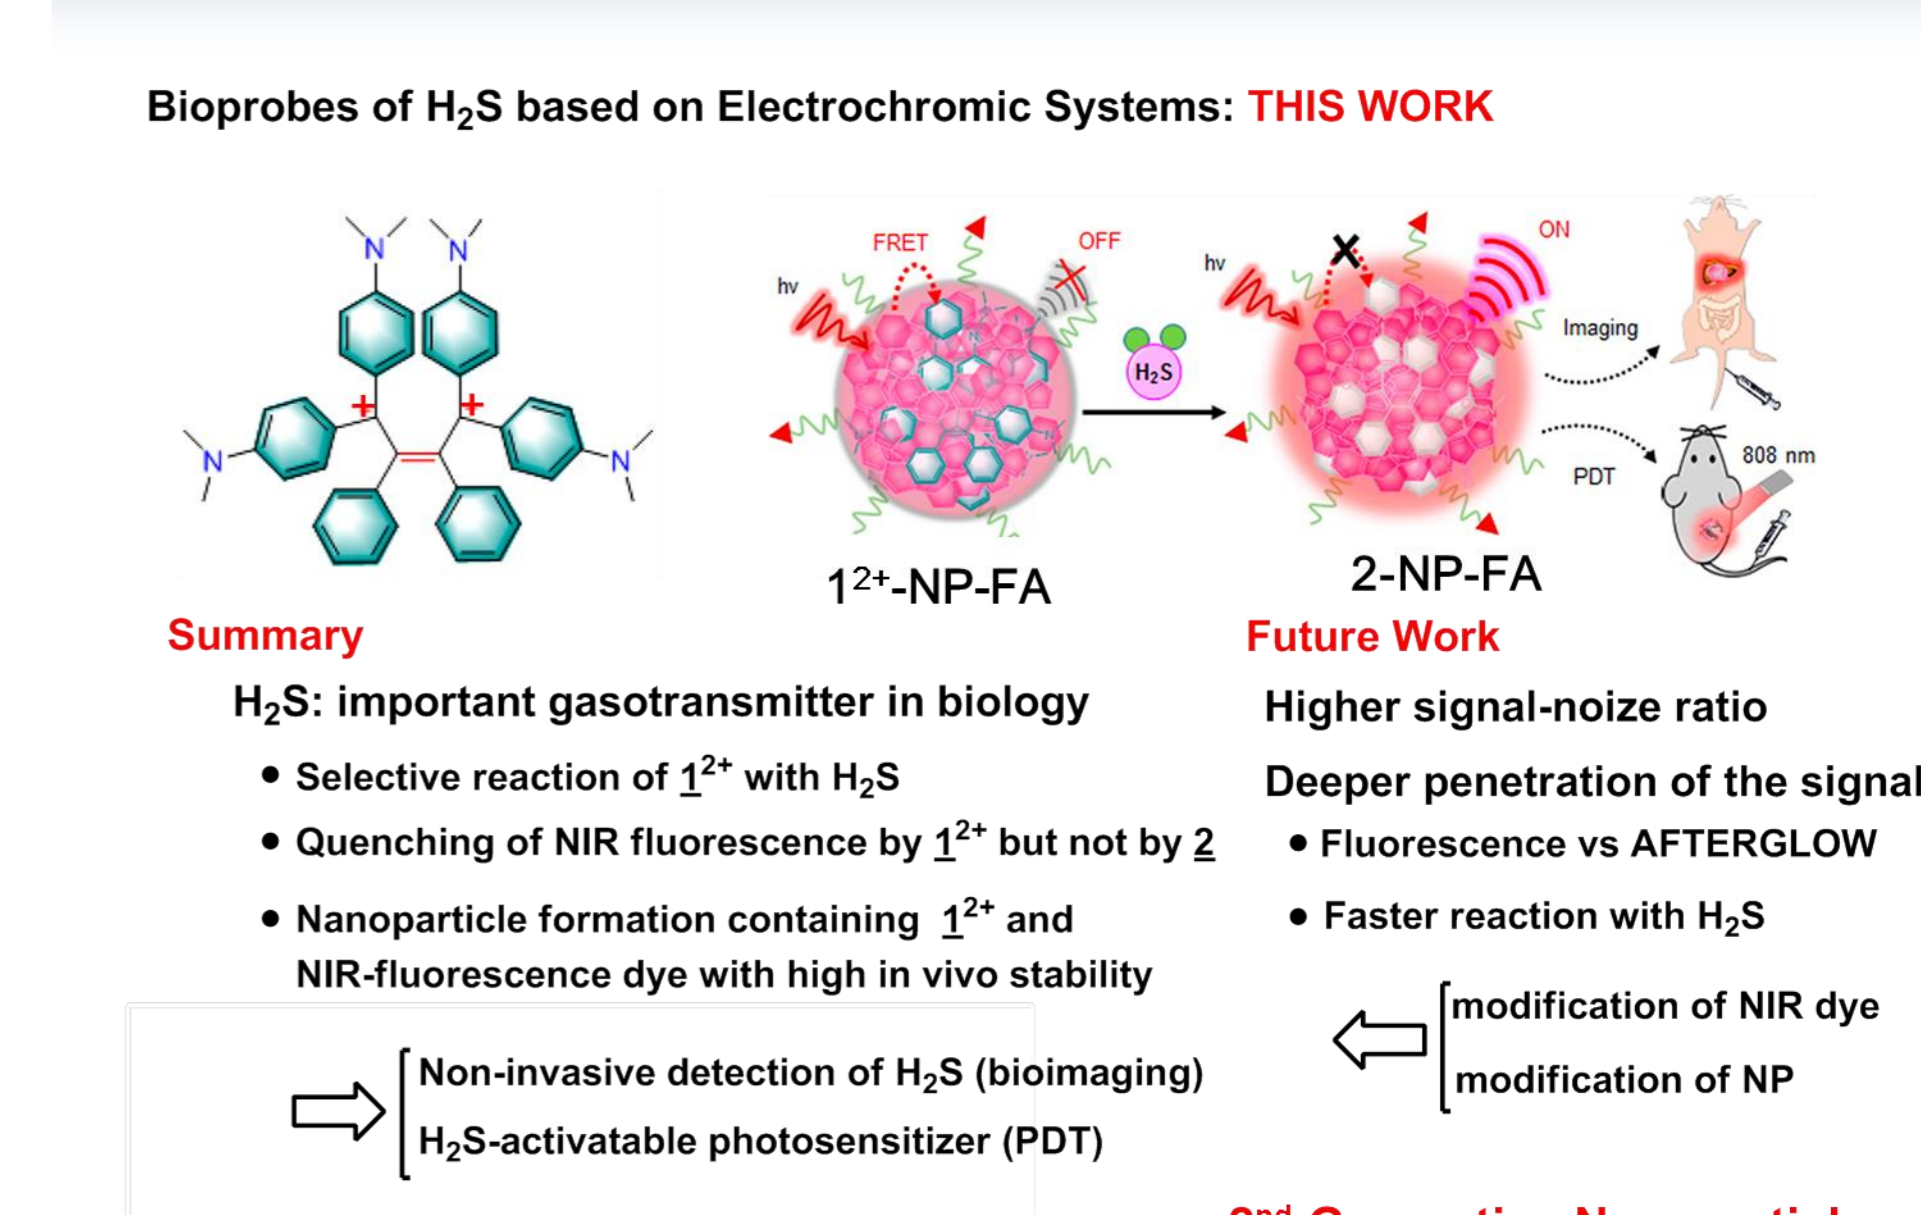 Bioprobes of H₂S based on Electrochromic Systems: THIS WORK
N N
+ +
N N
FRET
OFF
hv
H₂S
hv
ON
Imaging
PDT
808 nm
1²⁺-NP-FA
2-NP-FA
Summary
H₂S: important gasotransmitter in biology
• Selective reaction of 1²⁺ with H₂S
• Quenching of NIR fluorescence by 1²⁺ but not by 2
• Nanoparticle formation containing 1²⁺ and
NIR-fluorescence dye with high in vivo stability
Non-invasive detection of H₂S (bioimaging)
H₂S-activatable photosensitizer (PDT)
Future Work
Higher signal-noize ratio
Deeper penetration of the signal
• Fluorescence vs AFTERGLOW
• Faster reaction with H₂S
modification of NIR dye
modification of NP